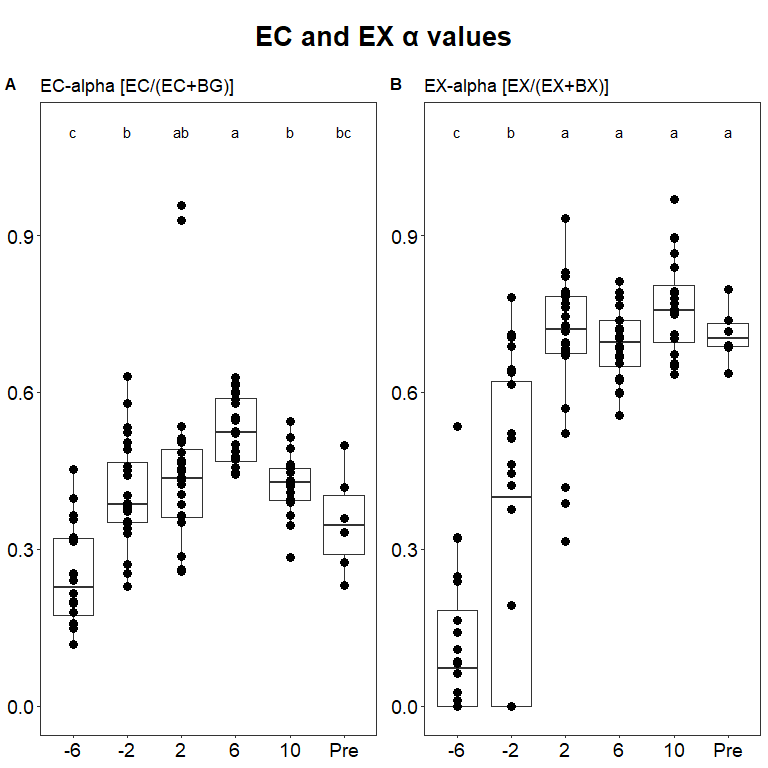 EC and EX α values
A EC-alpha [EC/(EC+BG)]
c b ab a b bc
0.9
0.6
0.3
0.0
-6 -2 2 6 10 Pre
B EX-alpha [EX/(EX+BX)]
c b a a a a
0.9
0.6
0.3
0.0
-6 -2 2 6 10 Pre